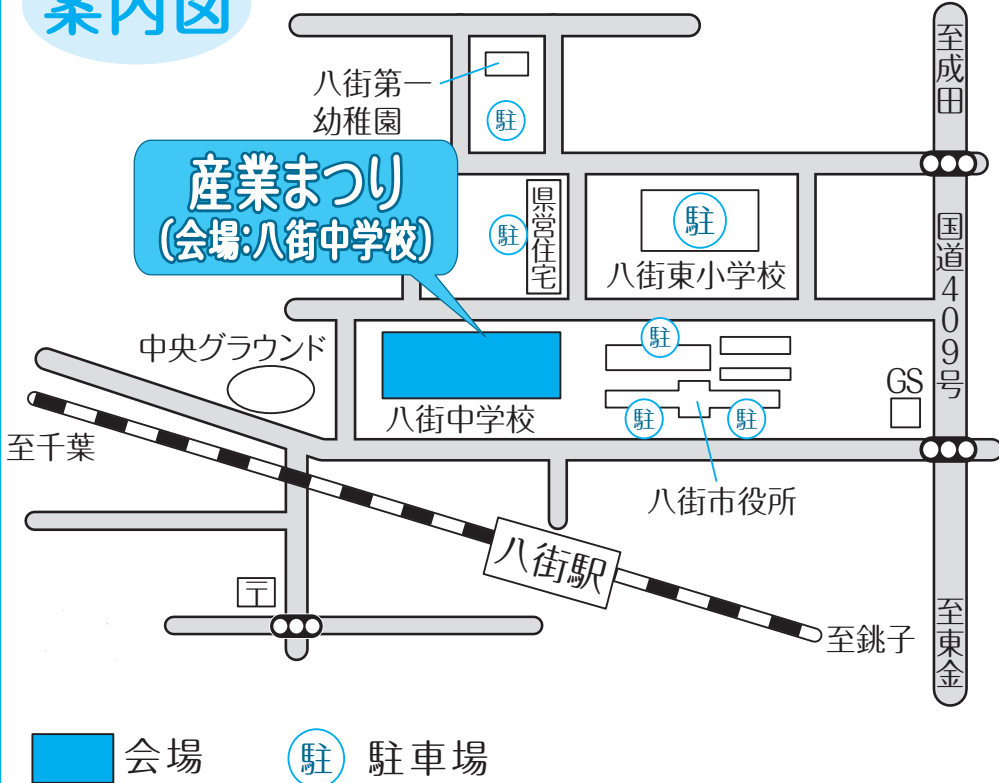 案内図
至成田
八街第一
幼稚園
駐
産業まつり
(会場:八街中学校)
駐
県営住宅
駐
八街東小学校
国道409号
中央グラウンド
駐
八街中学校
GS
駐
駐
至千葉
八街市役所
八街駅
〒
至銚子
至東金
会場
駐
駐車場